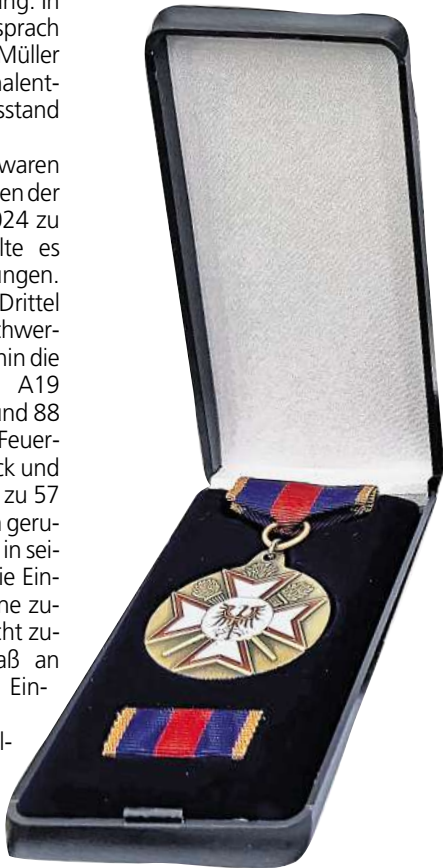 ung. In
sprach
Müller
nalent-
sstand
waren
en der
024 zu
lte es
ungen.
Drittel
chwer-
hin die
A19
und 88
Feuer-
ck und
zu 57
n geru-
in sei-
ie Ein-
ne zu-
cht zu-
aß an
Ein-
l-